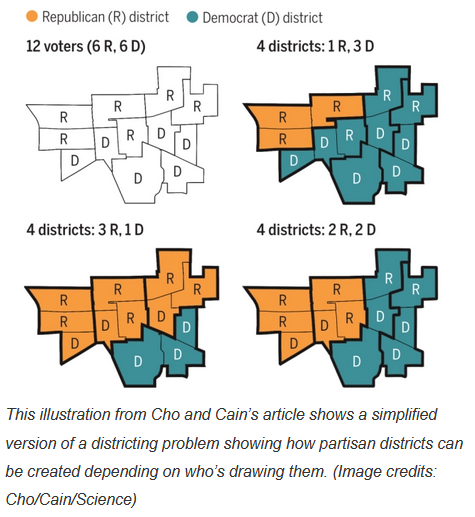 Republican (R) district Democrat (D) district
12 voters (6 R, 6 D)
R
R R
R
R D
R D D
D
D
D
4 districts: 1 R, 3 D
R
R R
R
R D
R D D
D
D
D
4 districts: 3 R, 1 D
R
R R
R
R D
R D D
D
D
D
4 districts: 2 R, 2 D
R
R R
R
R D
R D D
D
D
D
This illustration from Cho and Cain's article shows a simplified
version of a districting problem showing how partisan districts can
be created depending on who's drawing them. (Image credits:
Cho/Cain/Science)